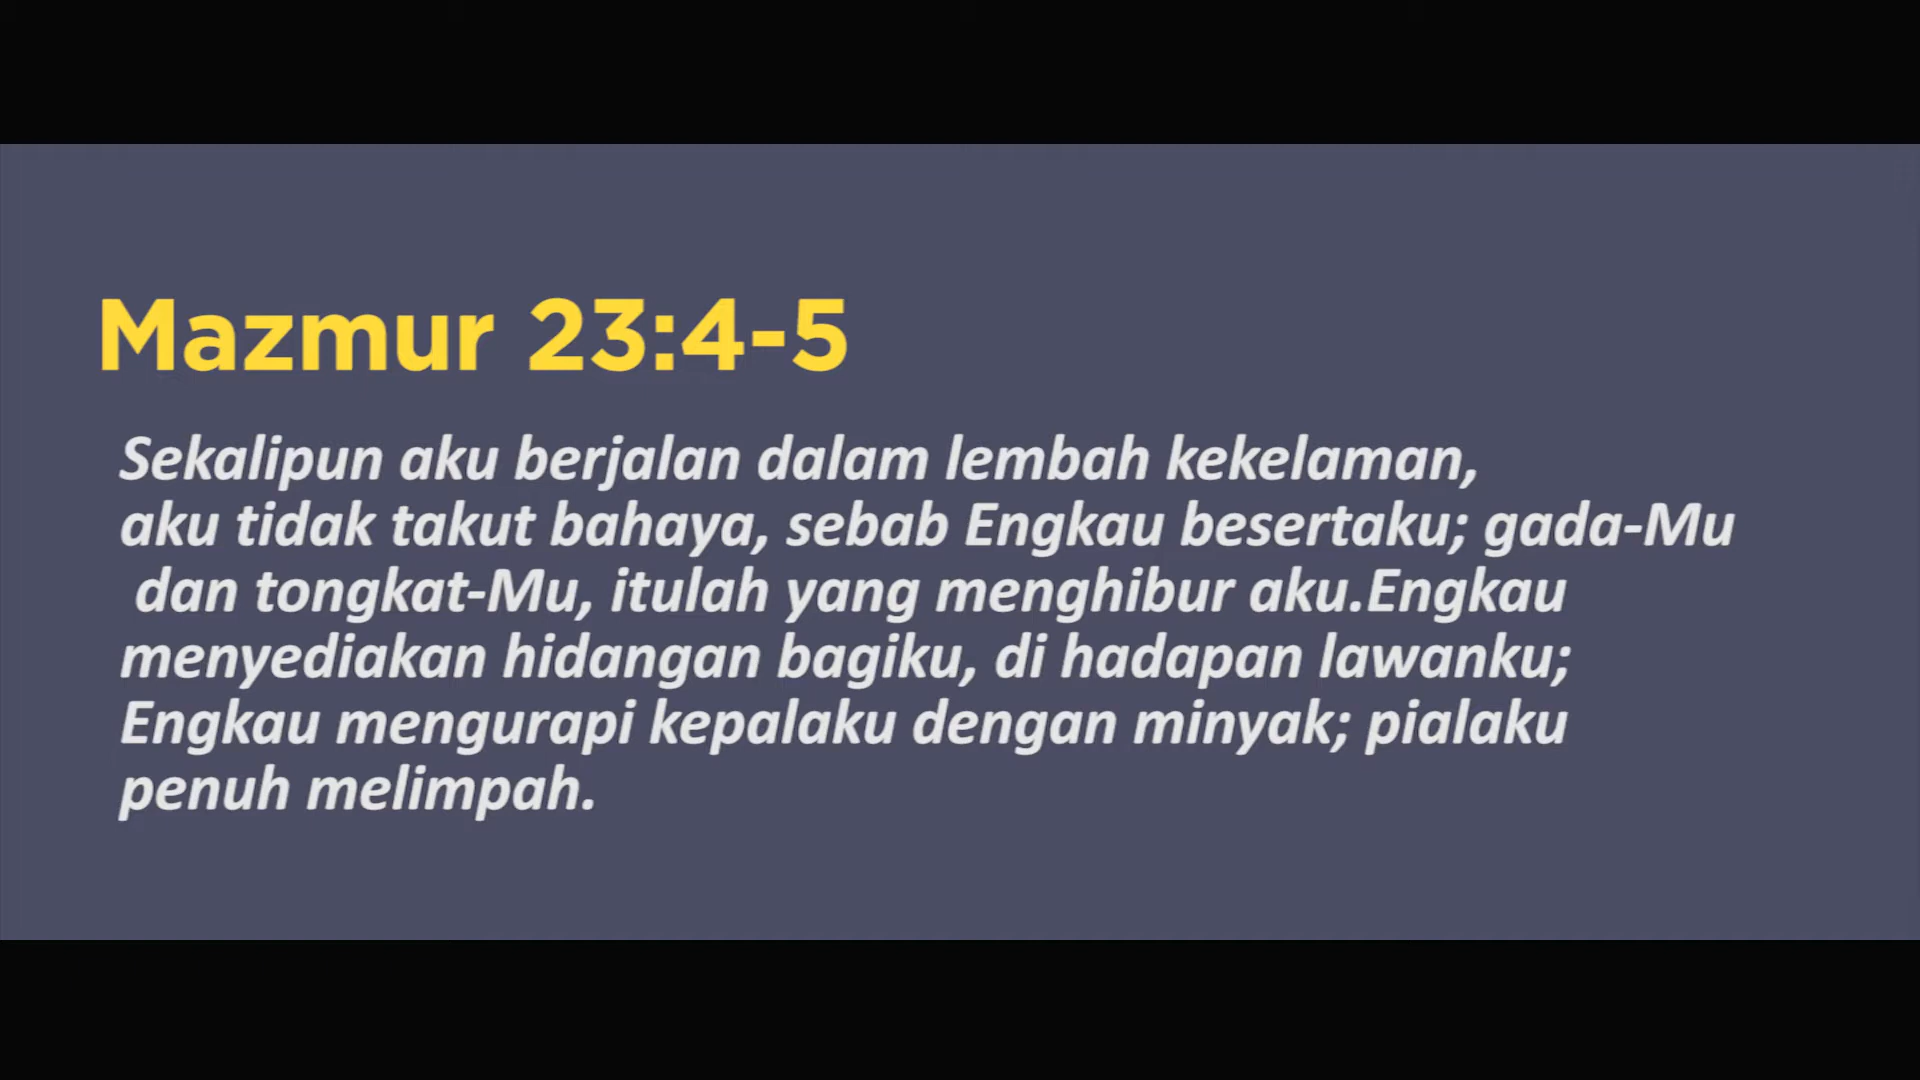 Mazmur 23:4-5
Sekalipun aku berjalan dalam lembah kekelaman,
aku tidak takut bahaya, sebab Engkau besertaku; gada-Mu
dan tongkat-Mu, itulah yang menghibur aku.Engkau
menyediakan hidangan bagiku, di hadapan lawanku;
Engkau mengurapi kepalaku dengan minyak; pialaku
penuh melimpah.